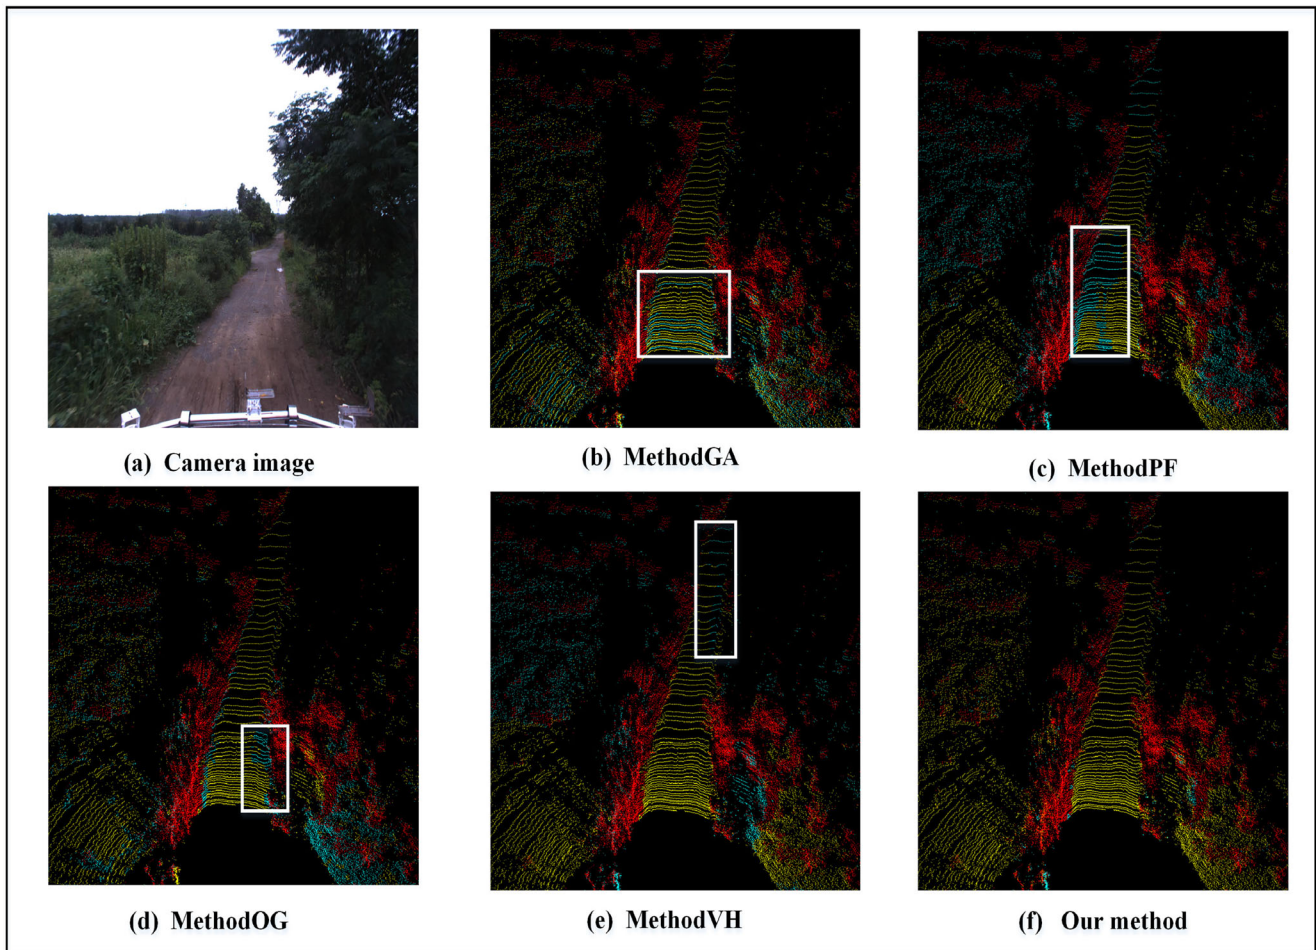 (a) Camera image
(b) MethodGA
(c) MethodPF
(d) MethodOG
(e) MethodVH
(f) Our method